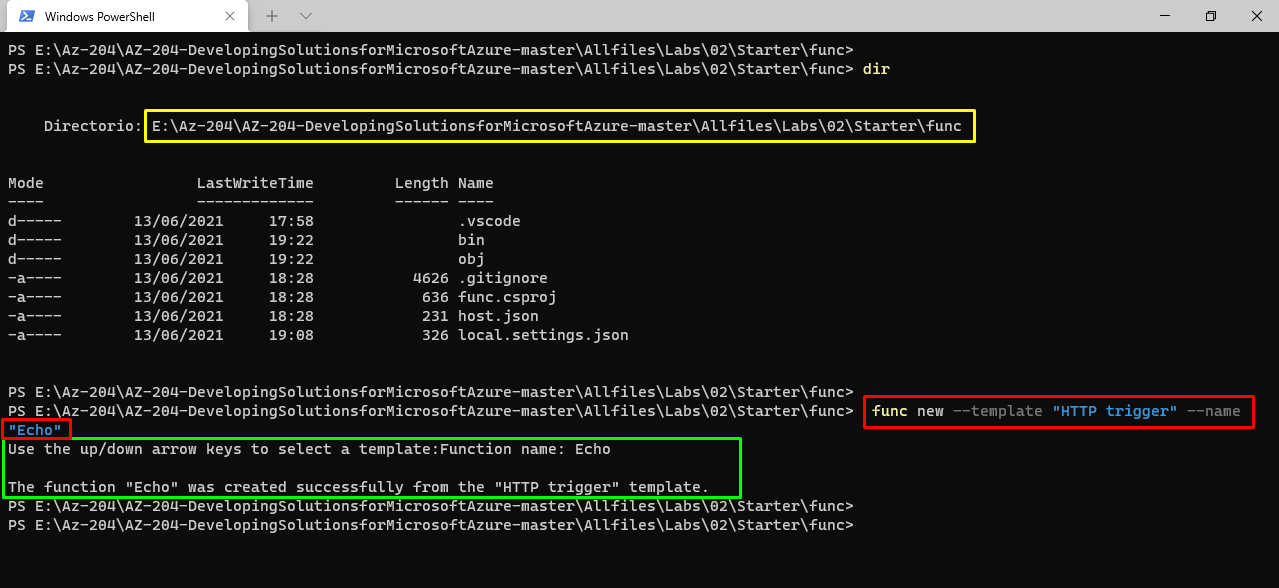 Windows PowerShell
PS E:\Az-204\AZ-204-DevelopingSolutionsforMicrosoftAzure-master\Allfiles\Labs\02\Starter\func>
PS E:\Az-204\AZ-204-DevelopingSolutionsforMicrosoftAzure-master\Allfiles\Labs\02\Starter\func> dir
Directorio: E:\Az-204\AZ-204-DevelopingSolutionsforMicrosoftAzure-master\Allfiles\Labs\02\Starter\func
Mode                 LastWriteTime         Length Name
----                 -------------         ------ ----
d-----        13/06/2021     17:58                .vscode
d-----        13/06/2021     19:22                bin
d-----        13/06/2021     19:22                obj
-a----        13/06/2021     18:28           4626 .gitignore
-a----        13/06/2021     18:28            636 func.csproj
-a----        13/06/2021     18:28            231 host.json
-a----        13/06/2021     19:08            326 local.settings.json
PS E:\Az-204\AZ-204-DevelopingSolutionsforMicrosoftAzure-master\Allfiles\Labs\02\Starter\func>
PS E:\Az-204\AZ-204-DevelopingSolutionsforMicrosoftAzure-master\Allfiles\Labs\02\Starter\func> func new --template "HTTP trigger" --name
"Echo"
Use the up/down arrow keys to select a template:Function name: Echo
The function "Echo" was created successfully from the "HTTP trigger" template.
PS E:\Az-204\AZ-204-DevelopingSolutionsforMicrosoftAzure-master\Allfiles\Labs\02\Starter\func>
PS E:\Az-204\AZ-204-DevelopingSolutionsforMicrosoftAzure-master\Allfiles\Labs\02\Starter\func>